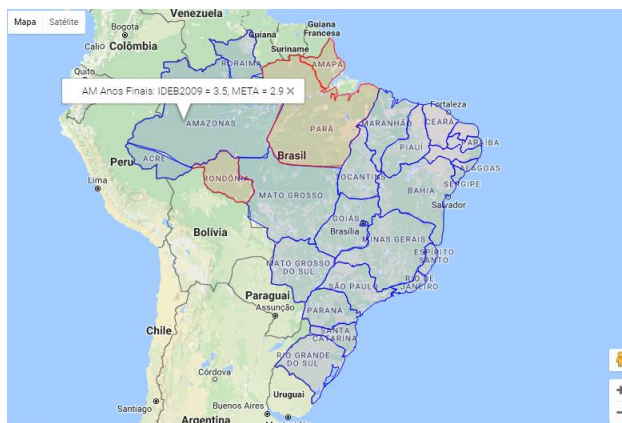 Mapa Satélite
Venezuela
Bogotá
Guiana
Francesa
Guiana
Calio
Colômbia
Suriname
RORAIMA
AMAPÁ
Quito
AM Anos Finais: IDEB2009 = 3.5, META = 2.9 ×
Fortaleza
AMAZONAS
PARÁ
MARANHÃO
CEARÁ
PARAÍBA
PIAUÍ
Brasil
ACRE
Peru
ALAGOAS
RONDÔNIA
TOCANTINS
SERGIPE
Lima
BAHIA
MATO GROSSO
Salvador
GOIÁS
Brasília
Bolívia
MINAS GERAIS
ESPÍRITO
SANTO
MATO GROSSO
DO SUL
RIO DE
JANEIRO
SÃO PAULO
Paraguai
Assunção
PARANÁ
Chile
SANTA
CATARINA
RIO GRANDE
DO SUL
Córdova
Uruguai
Santiago
Buenos Aires
Argentina